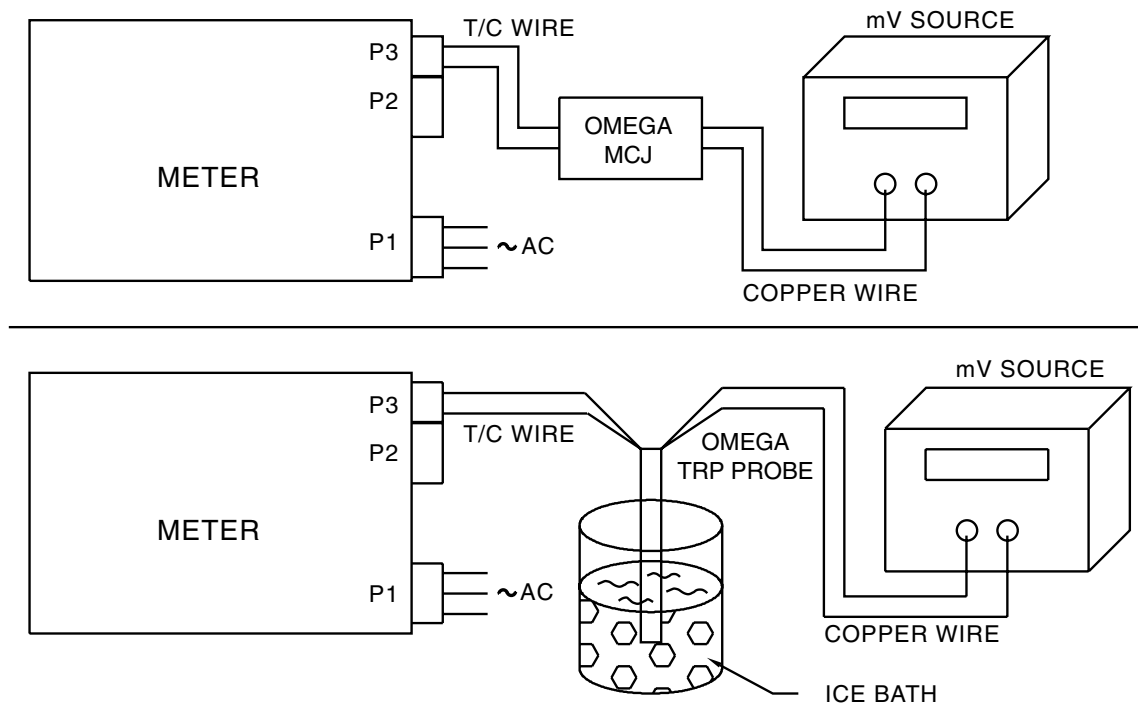 T/C WIRE
mV SOURCE
P3
P2
OMEGA
MCJ
METER
P1
~ AC
COPPER WIRE
mV SOURCE
P3
T/C WIRE
P2
OMEGA
TRP PROBE
METER
P1
~ AC
COPPER WIRE
ICE BATH